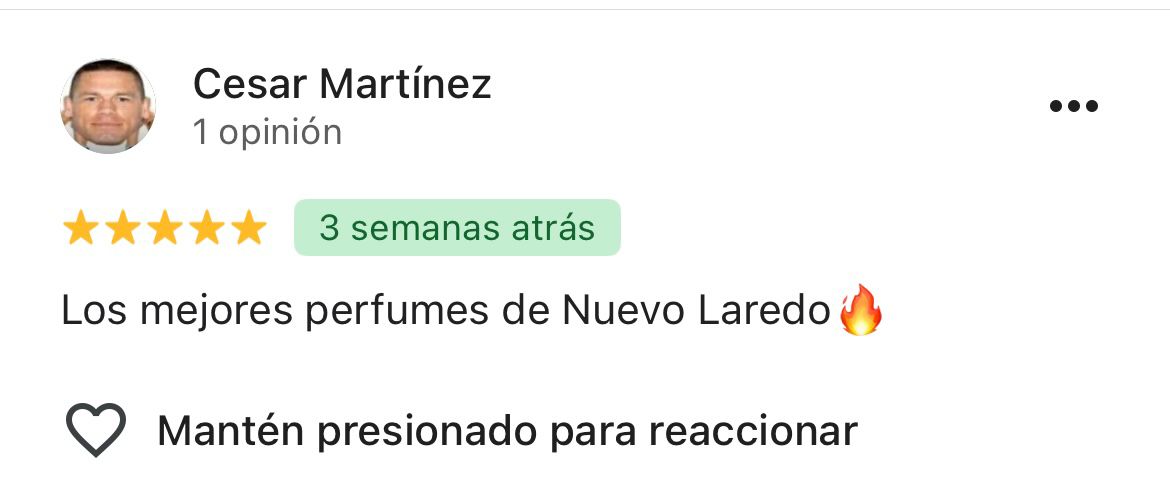 Cesar Martínez
1 opinión
3 semanas atrás
Los mejores perfumes de Nuevo Laredo🔥
Mantén presionado para reaccionar